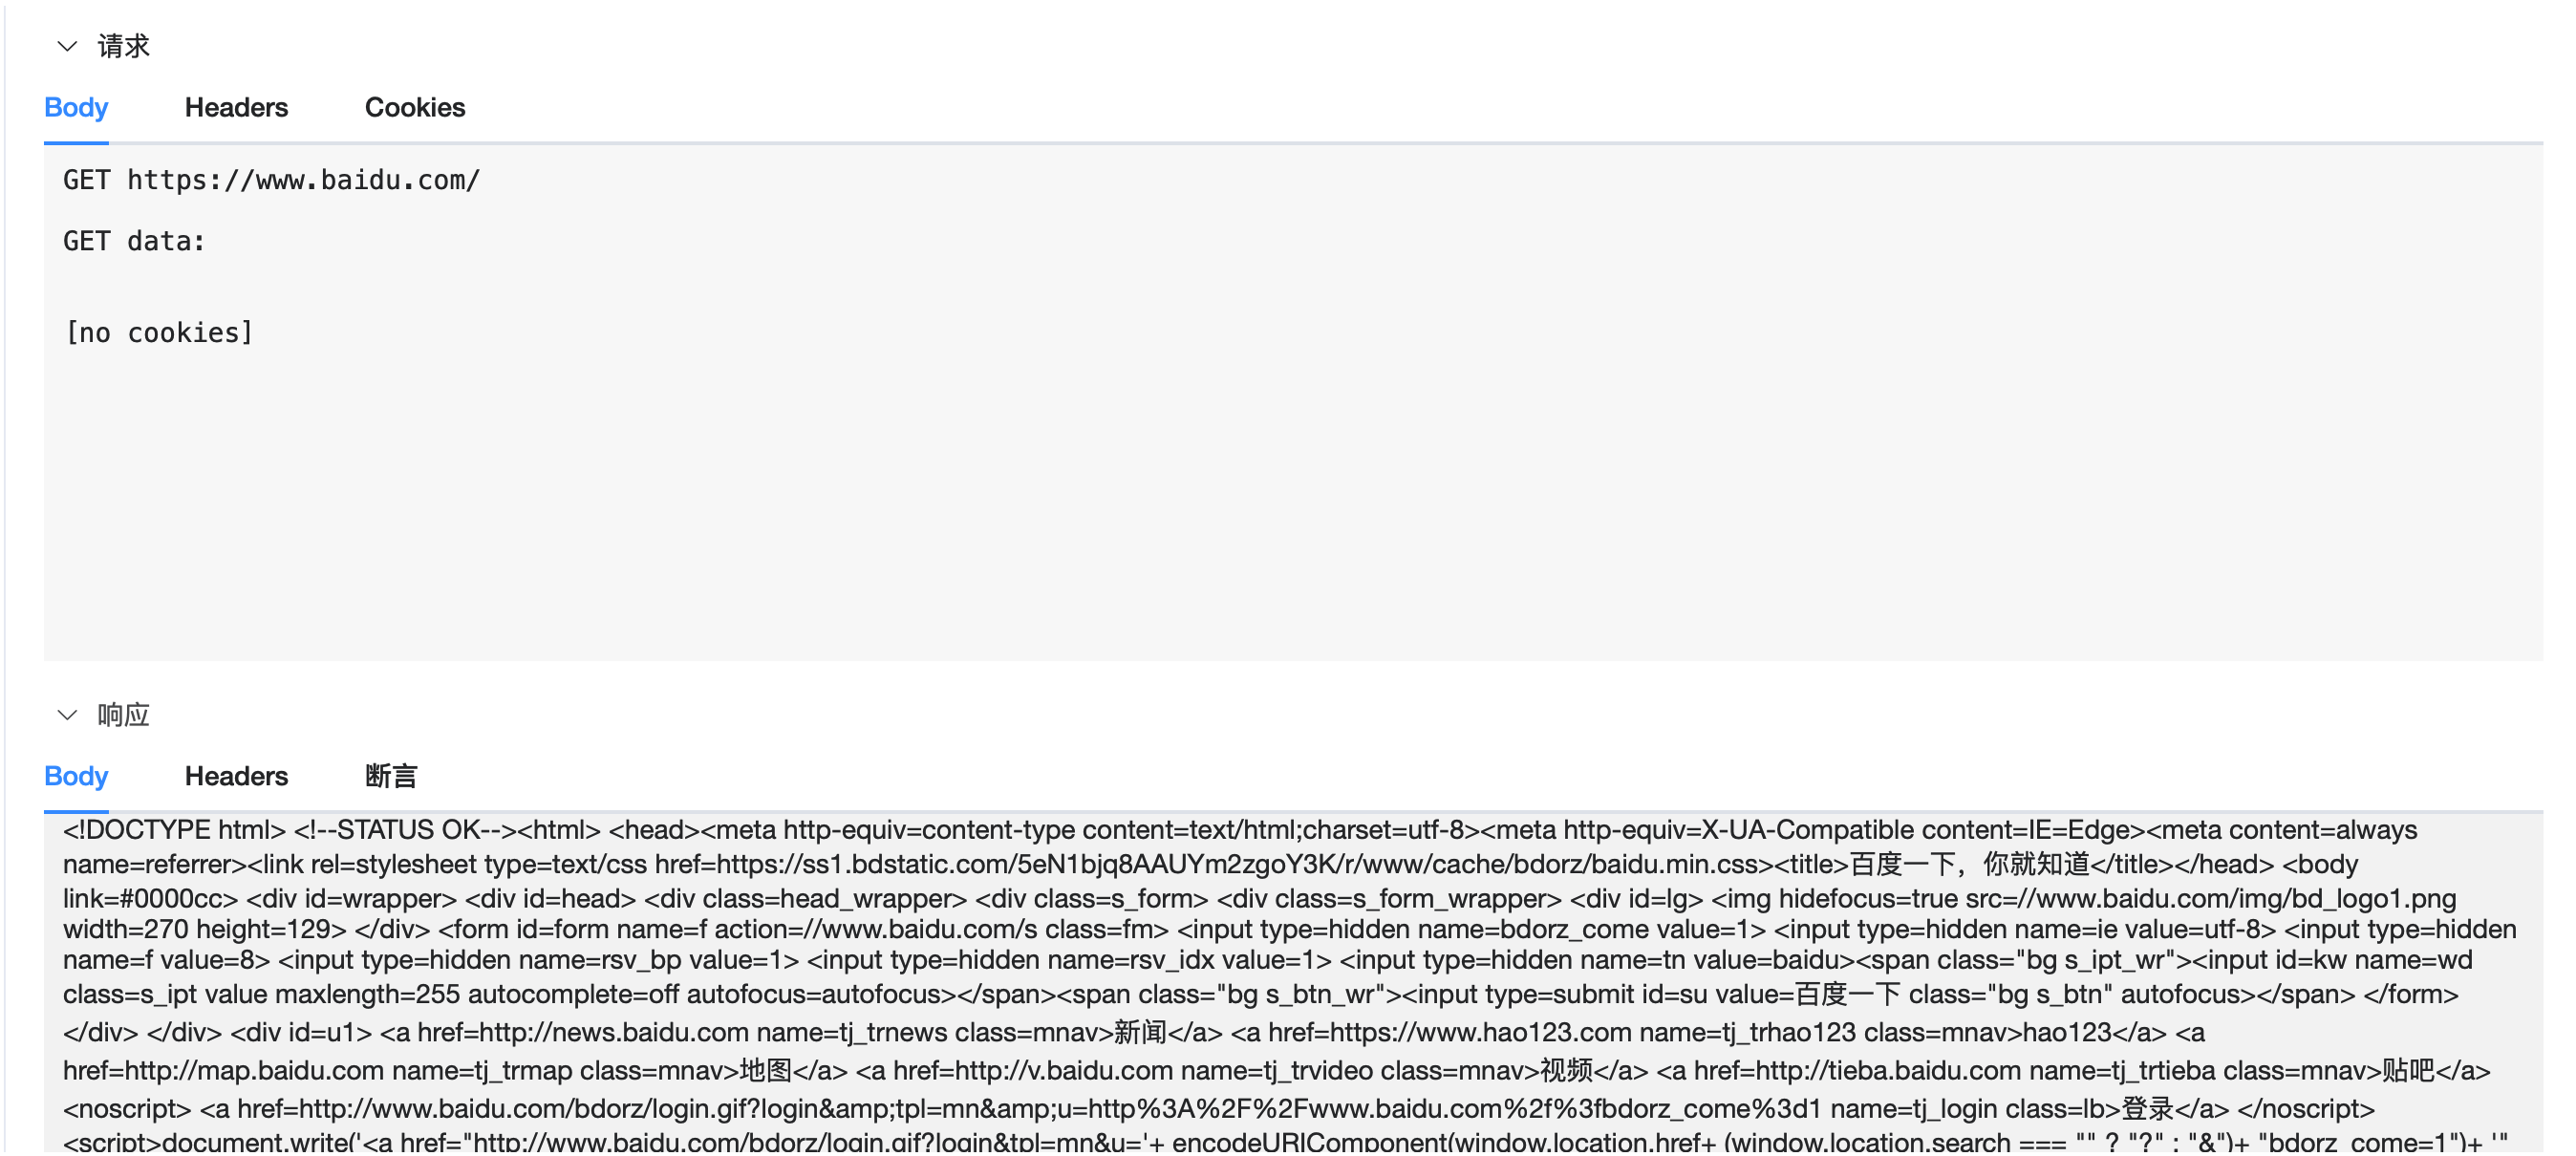 请求
Body Headers Cookies
GET https://www.baidu.com/
GET data:
[no cookies]
响应
Body Headers 断言
<!DOCTYPE html> <!--STATUS OK--><html> <head><meta http-equiv=content-type content=text/html;charset=utf-8><meta http-equiv=X-UA-Compatible content=IE=Edge><meta content=always
name=referrer><link rel=stylesheet type=text/css href=https://ss1.bdstatic.com/5eN1bjq8AAUYm2zgoY3K/r/www/cache/bdorz/baidu.min.css><title>百度一下，你就知道</title></head> <body
link=#0000cc> <div id=wrapper> <div id=head> <div class=head_wrapper> <div class=s_form> <div class=s_form_wrapper> <div id=lg> <img hidefocus=true src=//www.baidu.com/img/bd_logo1.png
width=270 height=129> </div> <form id=form name=f action=//www.baidu.com/s class=fm> <input type=hidden name=bdorz_come value=1> <input type=hidden name=ie value=utf-8> <input type=hidden
name=f value=8> <input type=hidden name=rsv_bp value=1> <input type=hidden name=rsv_idx value=1> <input type=hidden name=tn value=baidu><span class="bg s_ipt_wr"><input id=kw name=wd
class=s_ipt value maxlength=255 autocomplete=off autofocus=autofocus></span><span class="bg s_btn_wr"><input type=submit id=su value=百度一下 class="bg s_btn" autofocus></span> </form>
</div> </div> <div id=u1> <a href=http://news.baidu.com name=tj_trnews class=mnav>新闻</a> <a href=https://www.hao123.com name=tj_trhao123 class=mnav>hao123</a> <a
href=http://map.baidu.com name=tj_trmap class=mnav>地图</a> <a href=http://v.baidu.com name=tj_trvideo class=mnav>视频</a> <a href=http://tieba.baidu.com name=tj_trtieba class=mnav>贴吧</a>
<noscript> <a href=http://www.baidu.com/bdorz/login.gif?login&amp;tpl=mn&amp;u=http%3A%2F%2Fwww.baidu.com%2f%3fbdorz_come%3d1 name=tj_login class=lb>登录</a> </noscript>
<script>document.write('<a href="http://www.baidu.com/bdorz/login.gif?login&tpl=mn&u='+ encodeURIComponent(window.location.href+ (window.location.search === "" ? "?" : "&")+ "bdorz_come=1")+ '"